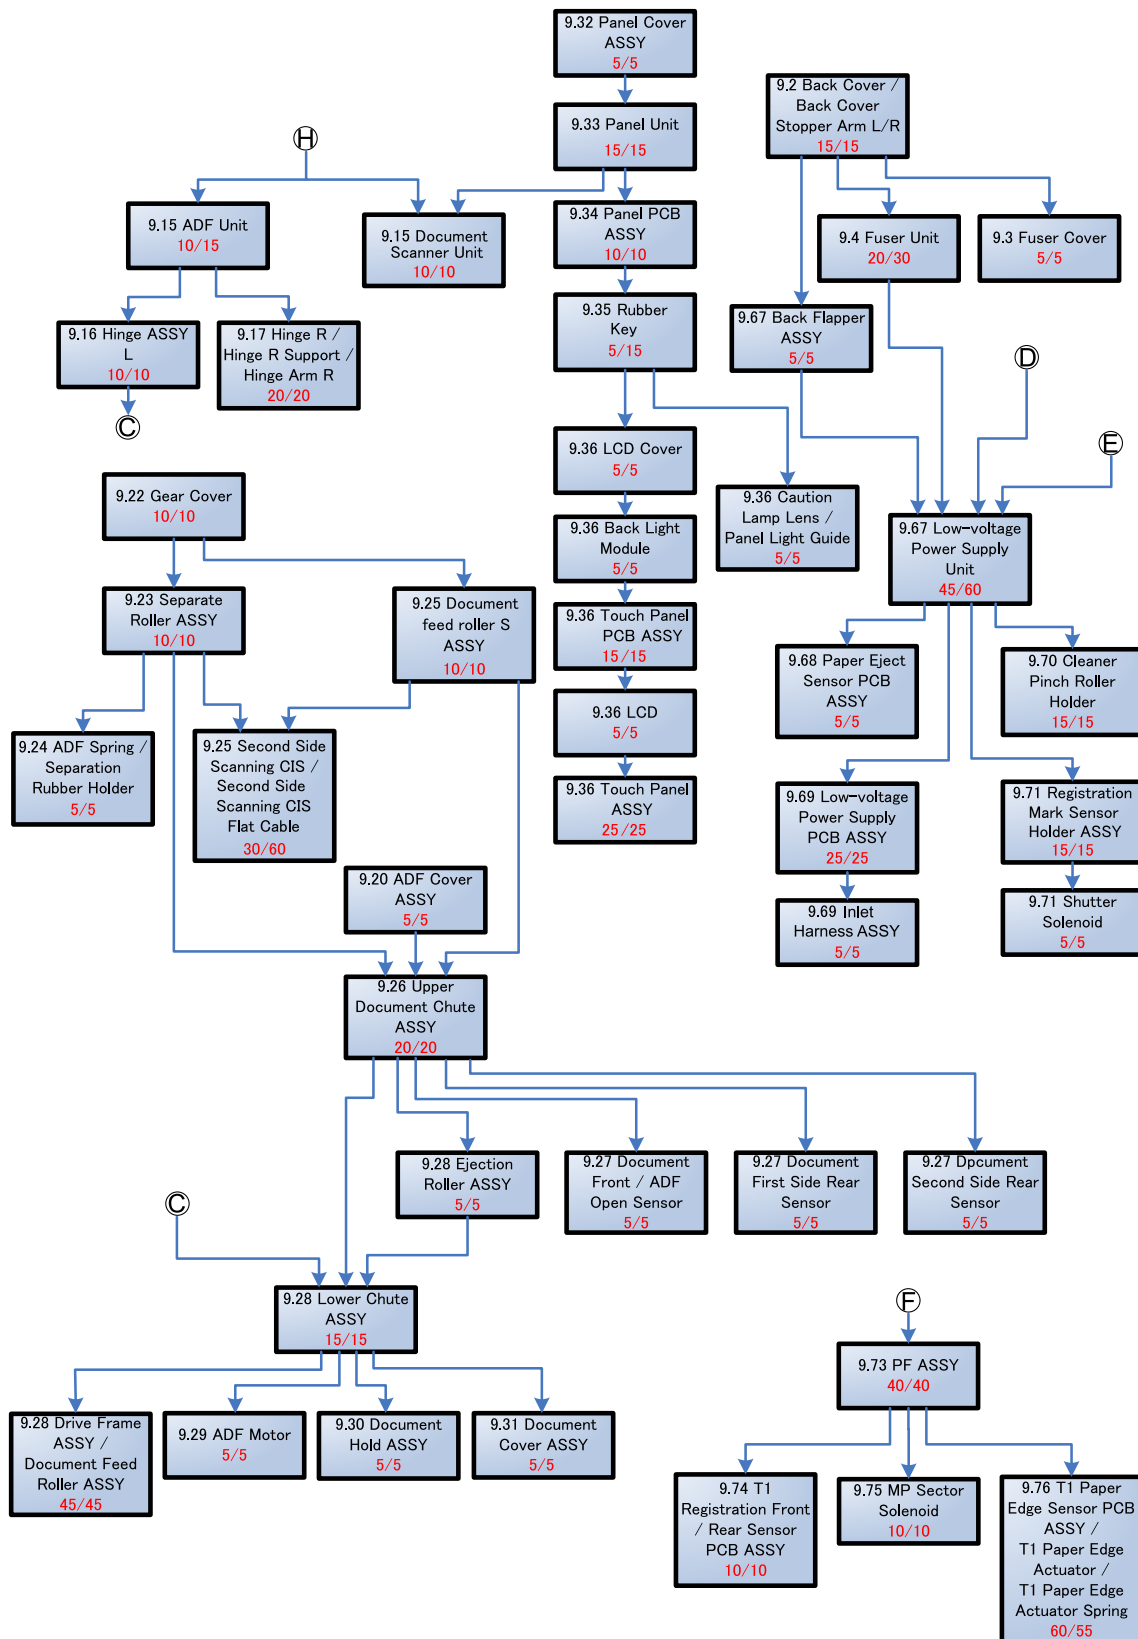 9.32 Panel Cover
ASSY
5/5
9.33 Panel Unit
15/15
9.2 Back Cover /
Back Cover
Stopper Arm L/R
15/15
H
9.15 ADF Unit
10/15
9.15 Document
Scanner Unit
10/10
9.34 Panel PCB
ASSY
10/10
9.4 Fuser Unit
20/30
9.3 Fuser Cover
5/5
9.16 Hinge ASSY
L
10/10
9.17 Hinge R /
Hinge R Support /
Hinge Arm R
20/20
9.35 Rubber
Key
5/15
9.67 Back Flapper
ASSY
5/5
D
C
E
9.36 LCD Cover
5/5
9.22 Gear Cover
10/10
9.36 Back Light
Module
5/5
9.36 Caution
Lamp Lens /
Panel Light Guide
5/5
9.67 Low-voltage
Power Supply
Unit
45/60
9.23 Separate
Roller ASSY
10/10
9.25 Document
feed roller S
ASSY
10/10
9.36 Touch Panel
PCB ASSY
15/15
9.68 Paper Eject
Sensor PCB
ASSY
5/5
9.70 Cleaner
Pinch Roller
Holder
15/15
9.36 LCD
5/5
9.24 ADF Spring /
Separation
Rubber Holder
5/5
9.25 Second Side
Scanning CIS /
Second Side
Scanning CIS
Flat Cable
30/60
9.36 Touch Panel
ASSY
25/25
9.69 Low-voltage
Power Supply
PCB ASSY
25/25
9.71 Registration
Mark Sensor
Holder ASSY
15/15
9.20 ADF Cover
ASSY
5/5
9.69 Inlet
Harness ASSY
5/5
9.71 Shutter
Solenoid
5/5
9.26 Upper
Document Chute
ASSY
20/20
9.28 Ejection
Roller ASSY
5/5
9.27 Document
Front / ADF
Open Sensor
5/5
9.27 Document
First Side Rear
Sensor
5/5
9.27 Dpcument
Second Side Rear
Sensor
5/5
C
9.28 Lower Chute
ASSY
15/15
F
9.73 PF ASSY
40/40
9.28 Drive Frame
ASSY /
Document Feed
Roller ASSY
45/45
9.29 ADF Motor
5/5
9.30 Document
Hold ASSY
5/5
9.31 Document
Cover ASSY
5/5
9.74 T1
Registration Front
/ Rear Sensor
PCB ASSY
10/10
9.75 MP Sector
Solenoid
10/10
9.76 T1 Paper
Edge Sensor PCB
ASSY /
T1 Paper Edge
Actuator /
T1 Paper Edge
Actuator Spring
60/55